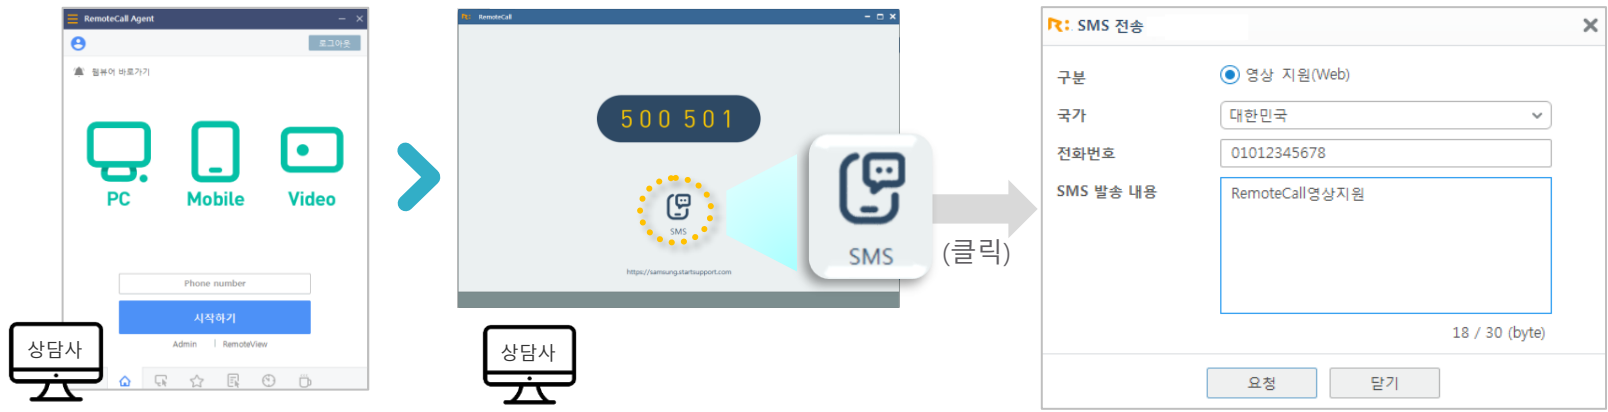 RemoteCall Agent
로그아웃
웹뷰어 바로가기
PC
Mobile
Video
Phone number
시작하기
Admin | RemoteView
상담사
RemoteCall
500 501
SMS
https://samsung.startsupport.com
SMS
상담사
(클릭)
SMS 전송
구분
영상 지원(Web)
국가
대한민국
전화번호
01012345678
SMS 발송 내용
RemoteCall영상지원
18 / 30 (byte)
요청
닫기